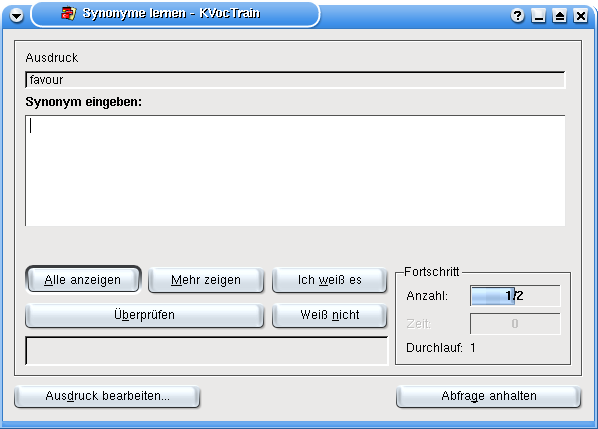 Synonyme lernen - KVocTrain
Ausdruck
favour
Synonym eingeben:
Alle anzeigen Mehr zeigen Ich weiß es
Überprüfen Weiß nicht
Fortschritt
Anzahl: 1/2
Zeit: 0
Durchlauf: 1
Ausdruck bearbeiten... Abfrage anhalten